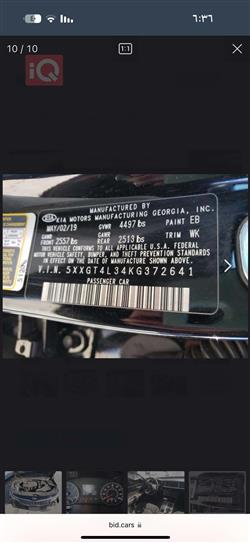 ٦:٣٦
10 / 10
1:1
iQ
MANUFACTURED BY
KIA KIA MOTORS MANUFACTURING GEORGIA, INC.
MAY/02/19 GVWR 4497 lbs PAINT EB
GAWR GAWR
FRONT 2557 lbs REAR 2513 lbs TRIM WK
THIS VEHICLE CONFORMS TO ALL APPLICABLE U.S.A. FEDERAL
MOTOR VEHICLE SAFETY, BUMPER, AND THEFT PREVENTION
STANDARDS IN EFFECT ON THE DATE OF MANUFACTURE SHOWN ABOVE.
V.I.N. 5XXGT4L34KG372641
PASSENGER CAR
bid.cars